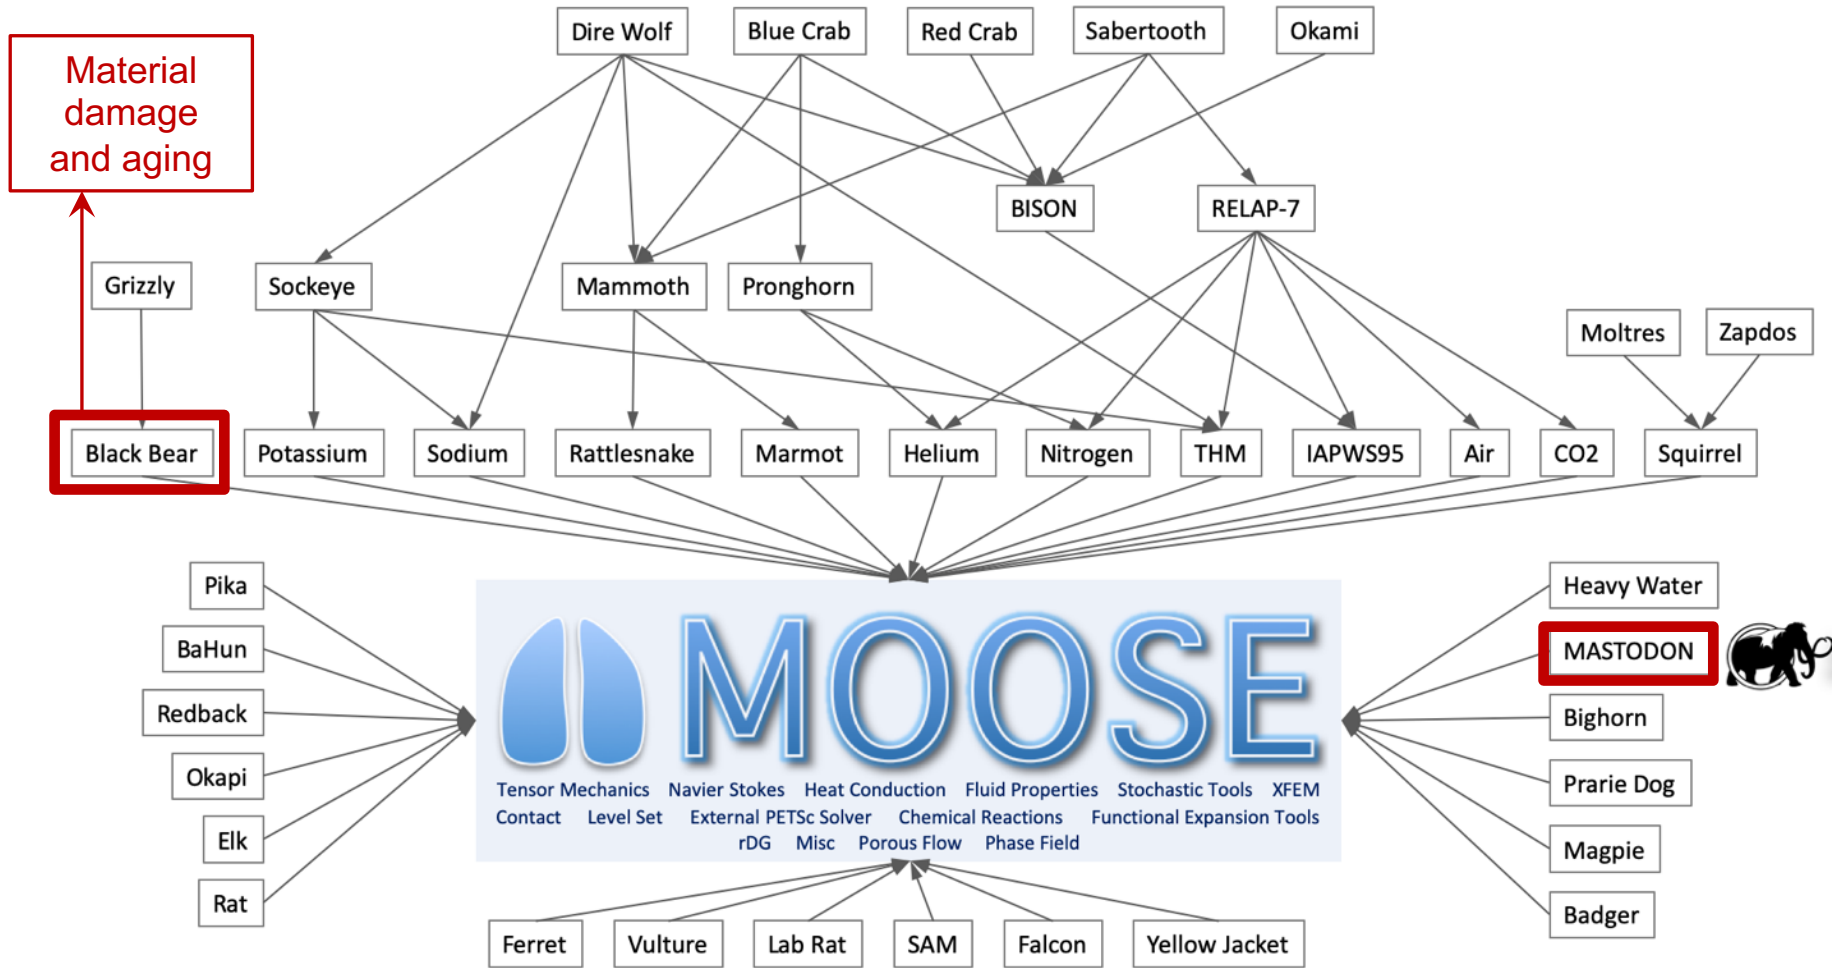 Dire Wolf
Blue Crab
Red Crab
Sabertooth
Okami
Material
damage
and aging
BISON
RELAP-7
Grizzly
Sockeye
Mammoth
Pronghorn
Moltres
Zapdos
Black Bear
Potassium
Sodium
Rattlesnake
Marmot
Helium
Nitrogen
THM
IAPWS95
Air
CO2
Squirrel
Pika
BaHun
Redback
Okapi
Elk
Rat
MOOSE
Tensor Mechanics Navier Stokes Heat Conduction Fluid Properties Stochastic Tools XFEM
Contact Level Set External PETSc Solver Chemical Reactions Functional Expansion Tools
rDG Misc Porous Flow Phase Field
Heavy Water
MASTODON
Bighorn
Prarie Dog
Magpie
Badger
Ferret
Vulture
Lab Rat
SAM
Falcon
Yellow Jacket